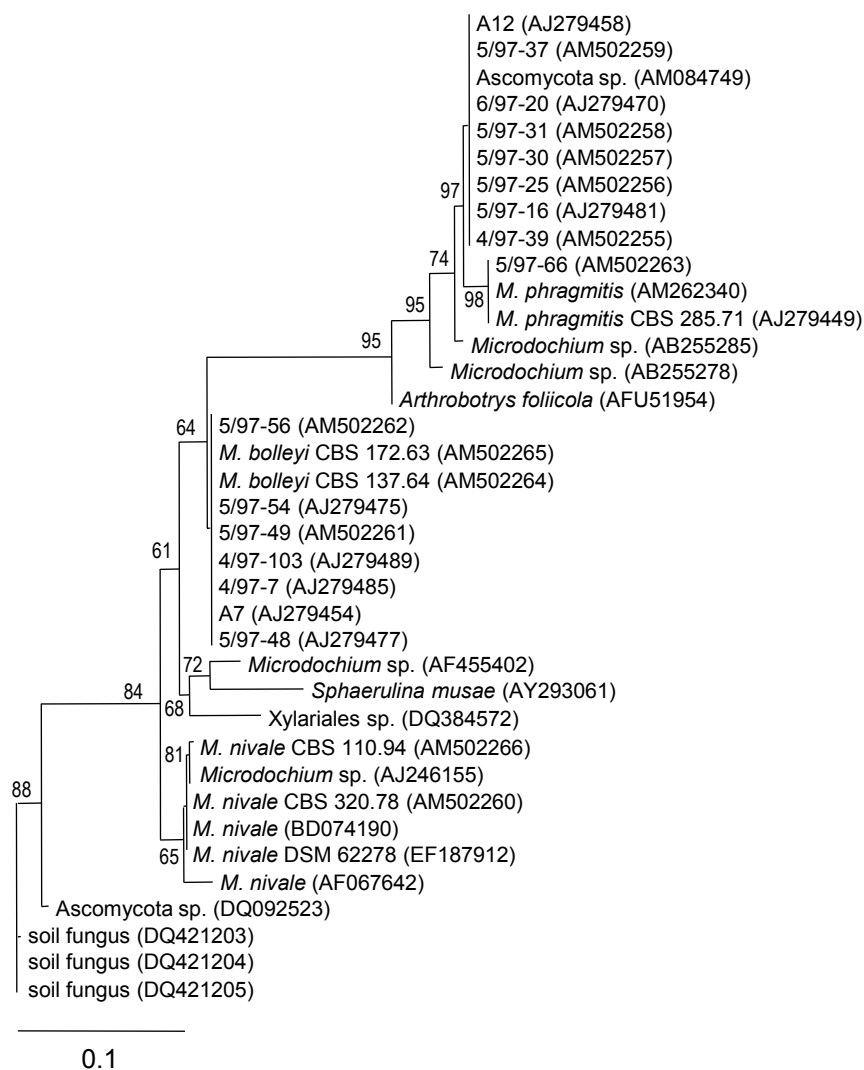 A12 (AJ279458)
5/97-37 (AM502259)
Ascomycota sp. (AM084749)
6/97-20 (AJ279470)
5/97-31 (AM502258)
5/97-30 (AM502257)
97
5/97-25 (AM502256)
5/97-16 (AJ279481)
4/97-39 (AM502255)
74
5/97-66 (AM502263)
98
M. phragmitis (AM262340)
95
M. phragmitis CBS 285.71 (AJ279449)
95
Microdochium sp. (AB255285)
Microdochium sp. (AB255278)
Arthrobotrys foliicola (AFU51954)
64
5/97-56 (AM502262)
M. bolleyi CBS 172.63 (AM502265)
M. bolleyi CBS 137.64 (AM502264)
5/97-54 (AJ279475)
5/97-49 (AM502261)
61
4/97-103 (AJ279489)
4/97-7 (AJ279485)
A7 (AJ279454)
5/97-48 (AJ279477)
72
Microdochium sp. (AF455402)
84
Sphaerulina musae (AY293061)
68
Xylariales sp. (DQ384572)
81
M. nivale CBS 110.94 (AM502266)
Microdochium sp. (AJ246155)
88
M. nivale CBS 320.78 (AM502260)
M. nivale (BD074190)
65
M. nivale DSM 62278 (EF187912)
M. nivale (AF067642)
Ascomycota sp. (DQ092523)
soil fungus (DQ421203)
soil fungus (DQ421204)
soil fungus (DQ421205)
0.1